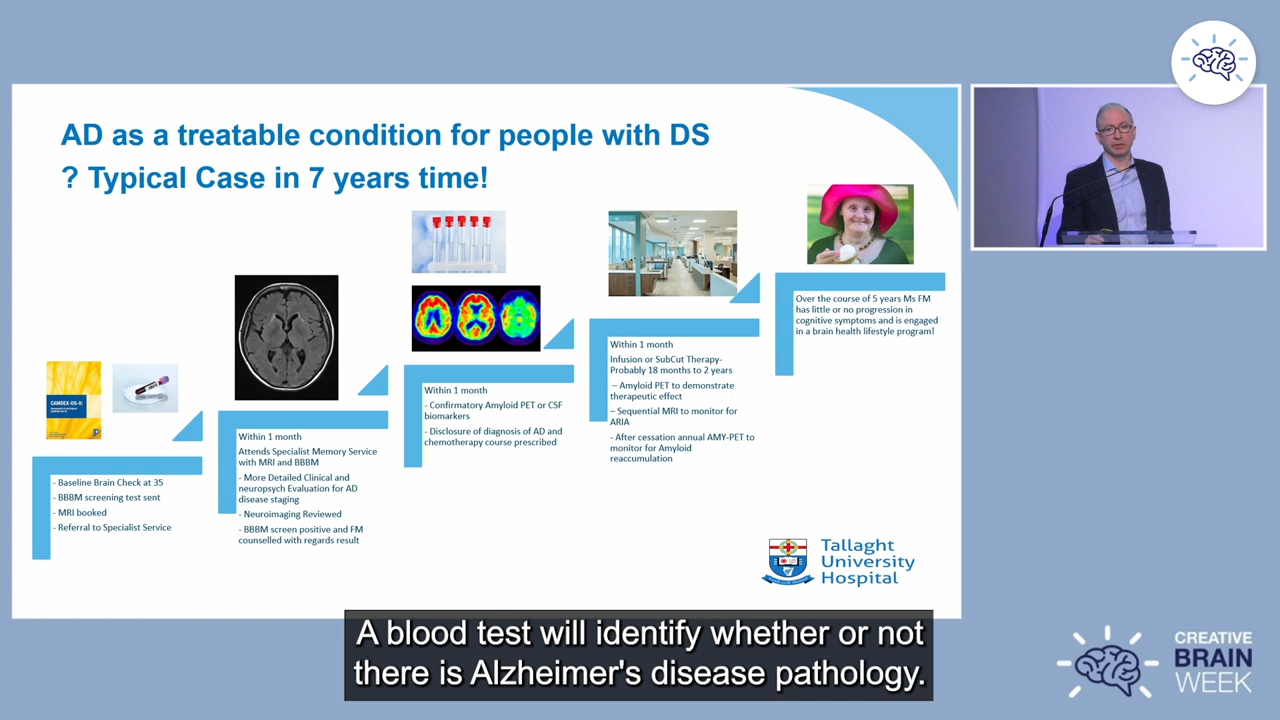 AD as a treatable condition for people with DS
? Typical Case in 7 years time!
CAMDEX-DS-II:
- Baseline Brain Check at 35
- BBBM screening test sent
- MRI booked
- Referral to Specialist Service
Within 1 month
Attends Specialist Memory Service
with MRI and BBBM
- More Detailed Clinical and
neuropsych Evaluation for AD
disease staging
- Neuroimaging Reviewed
- BBBM screen positive and FM
counselled with regards result
Within 1 month
- Confirmatory Amyloid PET or CSF
biomarkers
- Disclosure of diagnosis of AD and
chemotherapy course prescribed
Within 1 month
Infusion or SubCut Therapy-
Probably 18 months to 2 years
– Amyloid PET to demonstrate
therapeutic effect
– Sequential MRI to monitor for
ARIA
- After cessation annual AMY-PET to
monitor for Amyloid
reaccumulation
Over the course of 5 years Ms FM
has little or no progression in
cognitive symptoms and is engaged
in a brain health lifestyle program!
Tallaght
University
Hospital
A blood test will identify whether or not
there is Alzheimer's disease pathology.
CREATIVE
BRAIN
WEEK